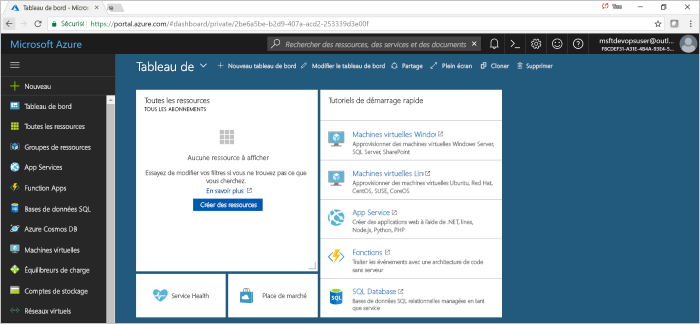 Tableau de bord - Micros
Sécurisé
https://portal.azure.com/#dashboard/private/2be6a5be-b2d9-407a-acd2-253339d3e00f
Microsoft Azure
Rechercher des ressources, des services et des documents
msftdevopsuser@outl...
Nouveau
Tableau de bord
Toutes les ressources
Groupes de ressources
App Services
Function Apps
Bases de données SQL
Azure Cosmos DB
Machines virtuelles
Équilibreurs de charge
Comptes de stockage
Réseaux virtuels
Tableau de
+ Nouveau tableau de bord
Modifier le tableau de bord
Partage
Plein écran
Cloner
Supprimer
Toutes les ressources
TOUS LES ABONNEMENTS
Aucune ressource à afficher
Essayez de modifier vos filtres si vous ne trouvez pas ce que
vous cherchez.
En savoir plus
Créer des ressources
Service Health
Place de marché
Tutoriels de démarrage rapide
Machines virtuelles Windo
Approvisionner des machines virtuelles Windows Server,
SQL Server, SharePoint
Machines virtuelles Lin
Approvisionner des machines virtuelles Ubuntu, Red Hat,
CentOS, SUSE, CoreOS
App Service
Créer des applications web à l'aide de .NET,
Node.js, Python, PHP
Fonctions
Traiter les événements avec une architecture de code
sans serveur
SQL Database
Bases de données SQL relationnelles managées en tant
que service